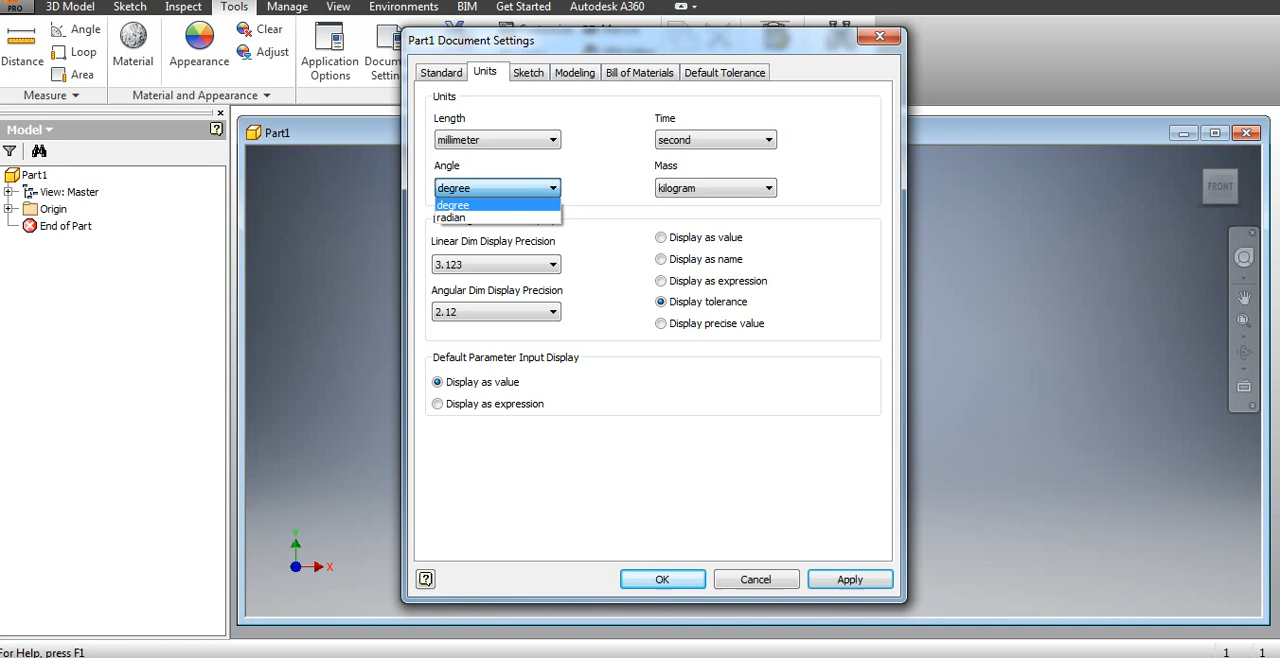 PRO
3D Model Sketch Inspect Tools Manage View Environments BIM Get Started Autodesk A360
Distance
Angle
Loop
Area
Measure
Material
Appearance
Clear
Adjust
Material and Appearance
Application
Options
Part1 Document Settings
Standard Units Sketch Modeling Bill of Materials Default Tolerance
Units
Length
millimeter
Time
second
Angle
degree
degree
radian
Mass
kilogram
Linear Dim Display Precision
3.123
Angular Dim Display Precision
2.12
Display as value
Display as name
Display as expression
Display tolerance
Display precise value
Default Parameter Input Display
Display as value
Display as expression
OK Cancel Apply
Model
Part1
View: Master
Origin
End of Part
Part1
FRONT
Y
X
For Help, press F1
1 1